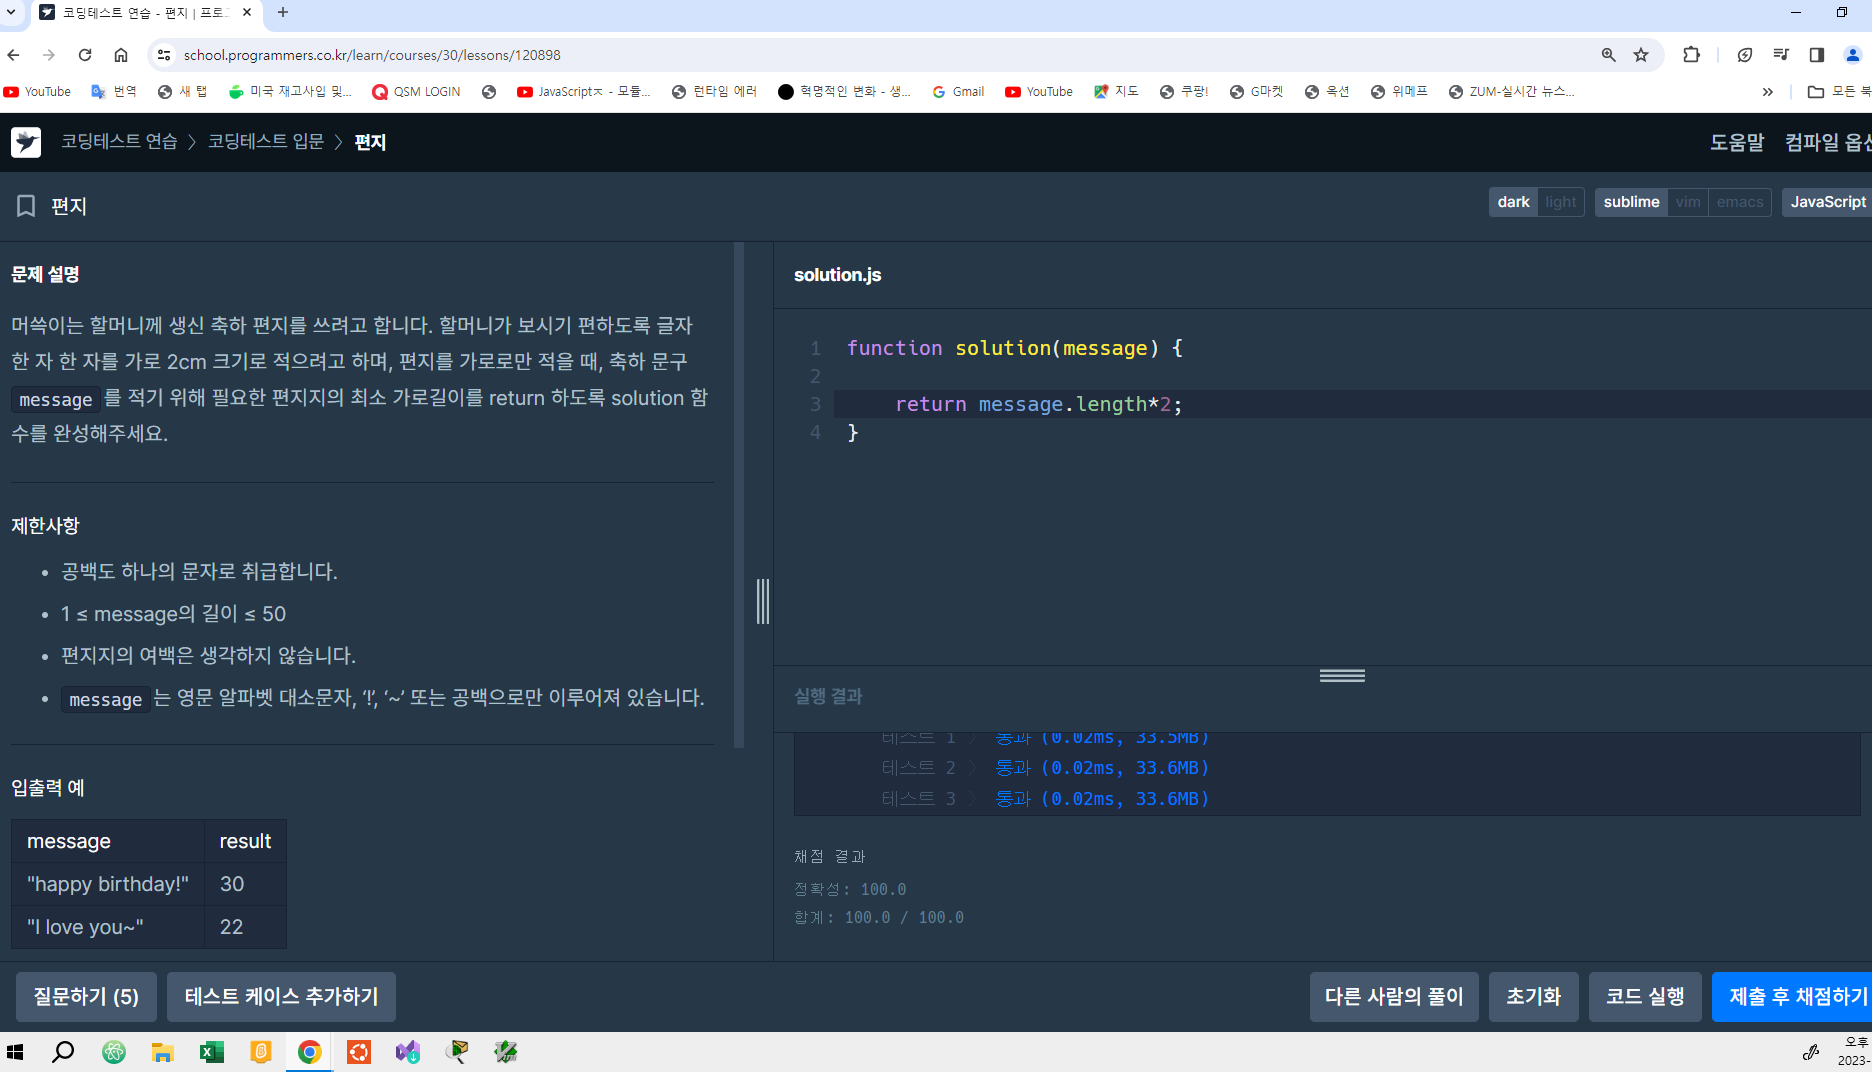 코딩테스트 연습 - 편지 | 프로그
school.programmers.co.kr/learn/courses/30/lessons/120898
YouTube 번역 새 탭 미국 재고사입 및... QSM LOGIN JavaScriptㅈ - 모듈... 런타임 에러 혁명적인 변화 - 생... Gmail YouTube 지도 쿠팡! G마켓 옥션 위메프 ZUM-실시간 뉴스... » 모든 북
코딩테스트 연습 > 코딩테스트 입문 > 편지 도움말 컴파일 옵션
편지 dark light sublime vim emacs JavaScript
문제 설명
머쓱이는 할머니께 생신 축하 편지를 쓰려고 합니다. 할머니가 보시기 편하도록 글자
한 자 한 자를 가로 2cm 크기로 적으려고 하며, 편지를 가로로만 적을 때, 축하 문구
message 를 적기 위해 필요한 편지지의 최소 가로길이를 return 하도록 solution 함
수를 완성해주세요.
제한사항
• 공백도 하나의 문자로 취급합니다.
• 1 ≤ message의 길이 ≤ 50
• 편지지의 여백은 생각하지 않습니다.
• message 는 영문 알파벳 대소문자, ‘!’, ‘~’ 또는 공백으로만 이루어져 있습니다.
입출력 예
message result
"happy birthday!" 30
"I love you~" 22
solution.js
1 function solution(message) {
2
3 return message.length*2;
4 }
실행 결과
테스트 1 > 통과 (0.02ms, 33.5MB)
테스트 2 > 통과 (0.02ms, 33.6MB)
테스트 3 > 통과 (0.02ms, 33.6MB)
채점 결과
정확성: 100.0
합계: 100.0 / 100.0
질문하기 (5) 테스트 케이스 추가하기 다른 사람의 풀이 초기화 코드 실행 제출 후 채점하기
오후
2023-